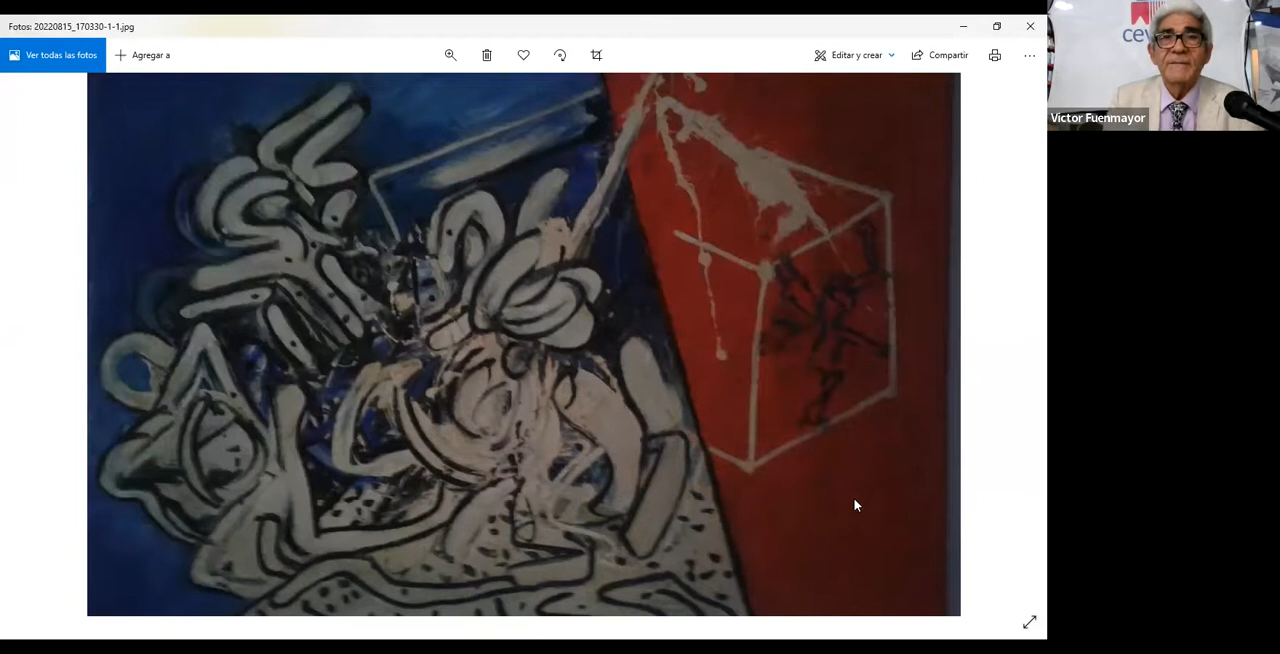 Fotos: 20220815_170330-1-1.jpg
Ver todas las fotos
Agregar a
Editar y crear
Compartir
Victor Fuenmayor